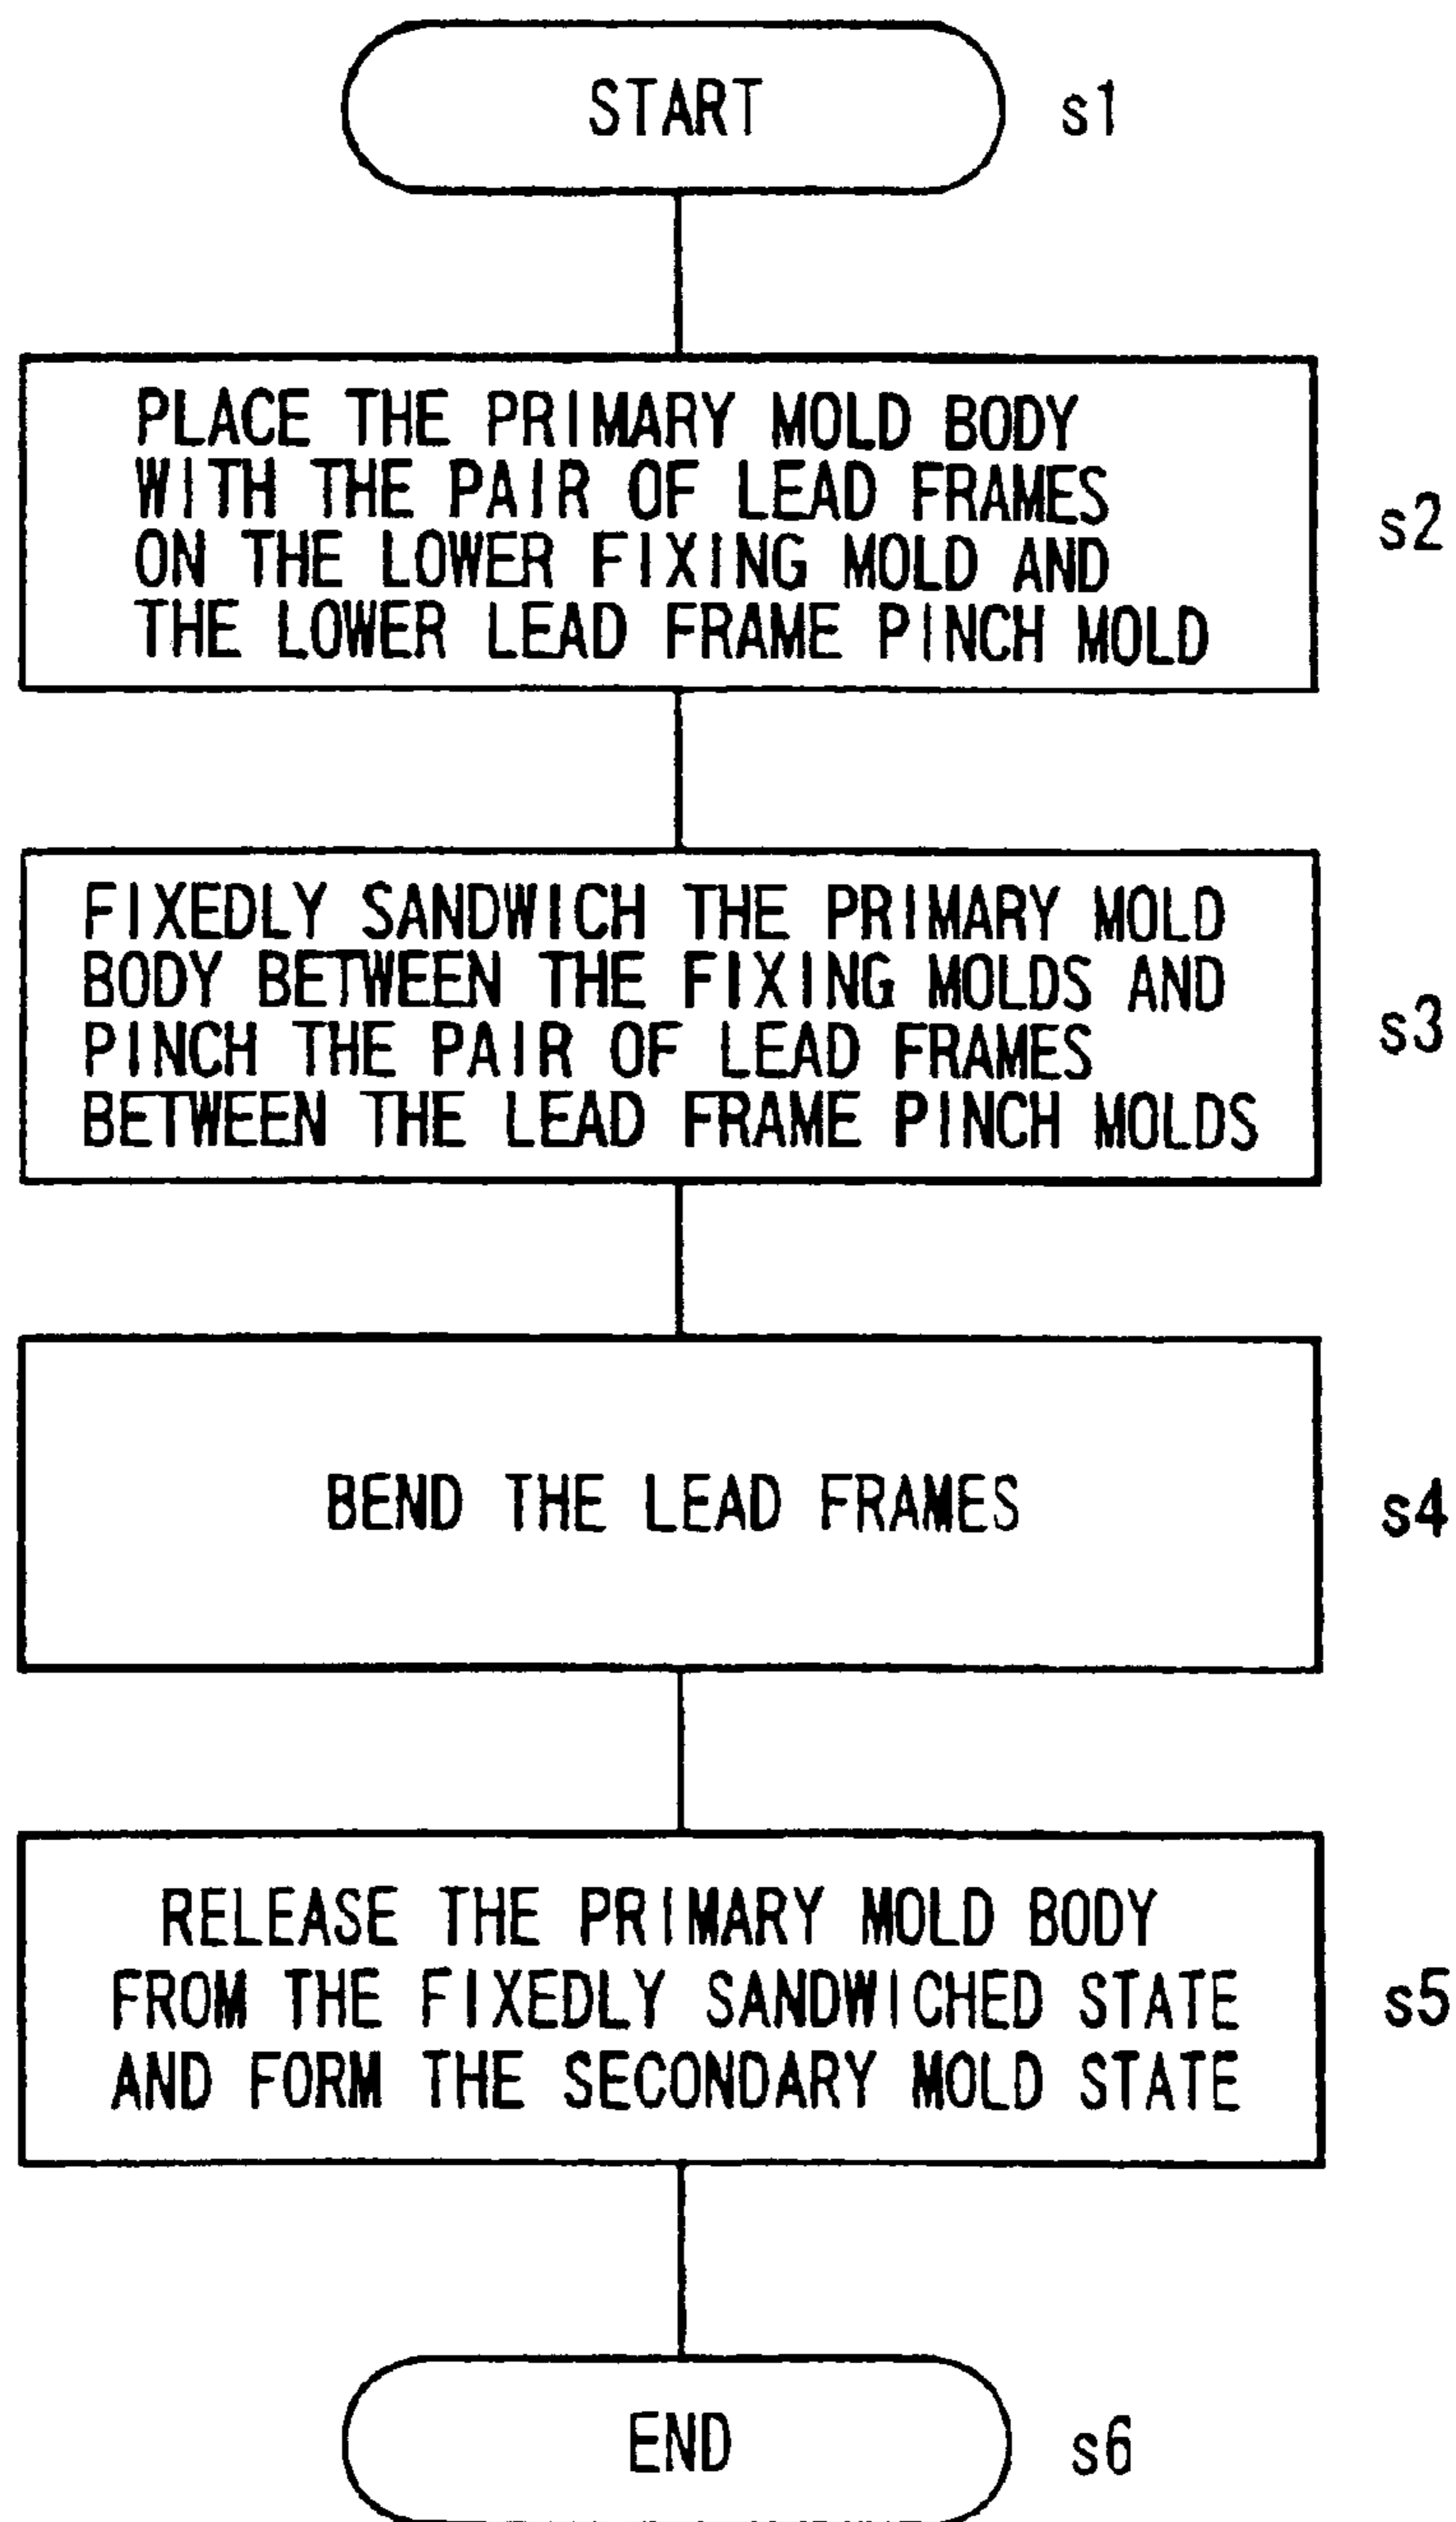 START
s1
PLACE THE PRIMARY MOLD BODY
WITH THE PAIR OF LEAD FRAMES
ON THE LOWER FIXING MOLD AND
THE LOWER LEAD FRAME PINCH MOLD
s2
FIXEDLY SANDWICH THE PRIMARY MOLD
BODY BETWEEN THE FIXING MOLDS AND
PINCH THE PAIR OF LEAD FRAMES
BETWEEN THE LEAD FRAME PINCH MOLDS
s3
BEND THE LEAD FRAMES
s4
RELEASE THE PRIMARY MOLD BODY
FROM THE FIXEDLY SANDWICHED STATE
AND FORM THE SECONDARY MOLD STATE
s5
END
s6